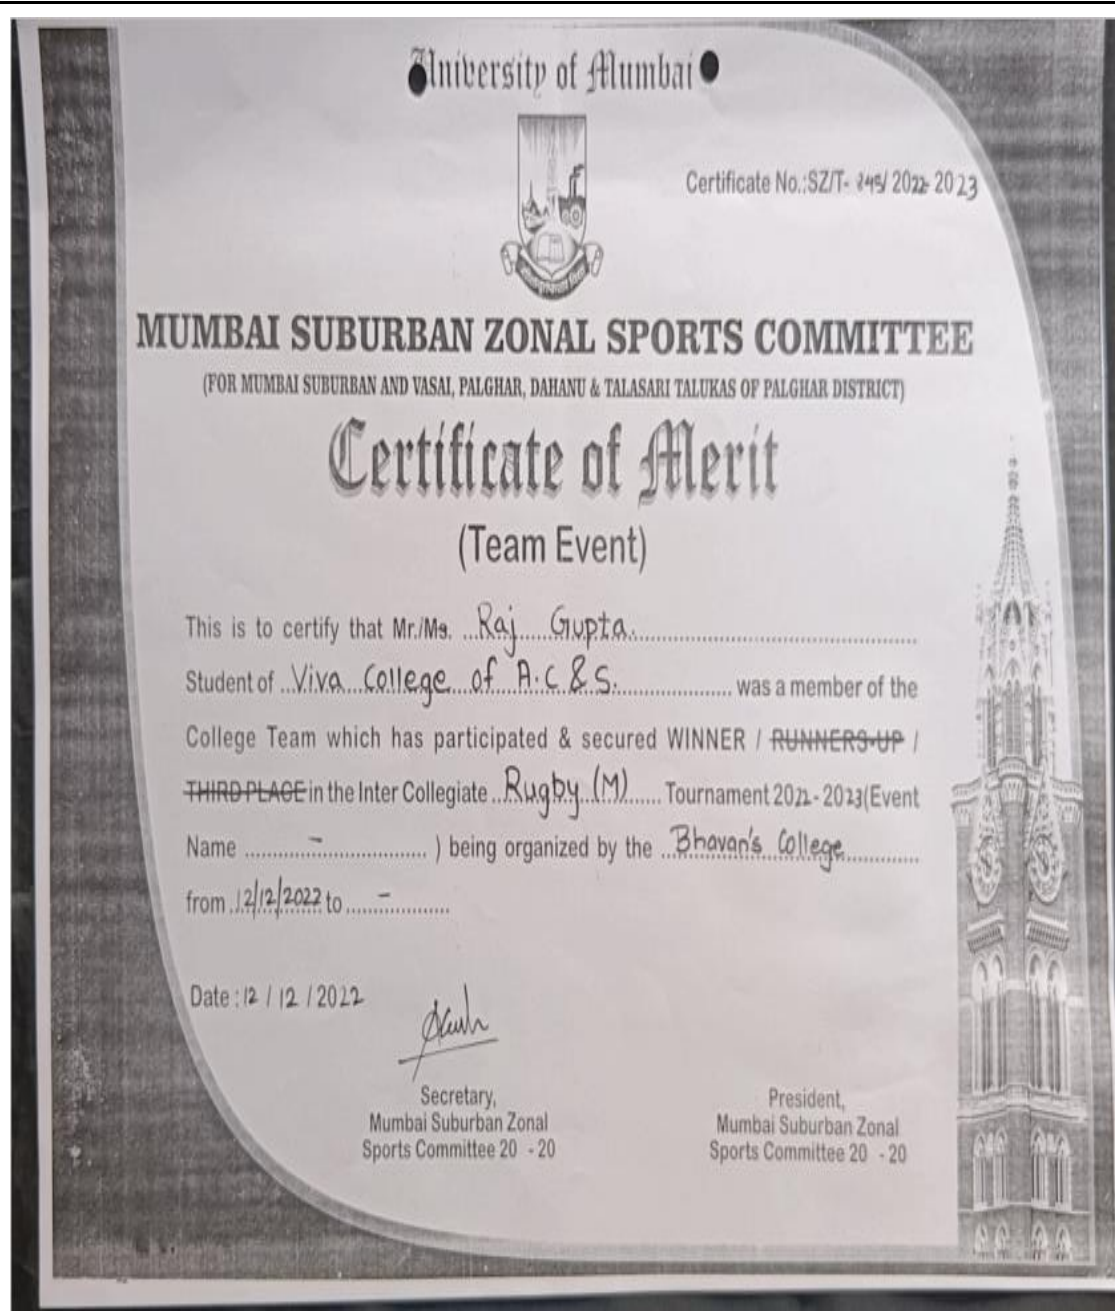 University of Mumbai
Certificate No.:SZ/T- 245/ 2022-2023
MUMBAI SUBURBAN ZONAL SPORTS COMMITTEE
(FOR MUMBAI SUBURBAN AND VASAI, PALGHAR, DAHANU & TALASARI TALUKAS OF PALGHAR DISTRICT)
Certificate of Merit
(Team Event)
This is to certify that Mr./Ms. Raj Gupta.
Student of Viva College of A.C & S. was a member of the
College Team which has participated & secured WINNER / RUNNERS-UP /
THIRD PLACE in the Inter Collegiate Rugby (M) Tournament 2022-2023(Event
Name - ) being organized by the Bhavan's College
from 12/12/2022 to -
Date : 12 / 12 / 2022
Secretary,
Mumbai Suburban Zonal
Sports Committee 20 - 20
President,
Mumbai Suburban Zonal
Sports Committee 20 - 20